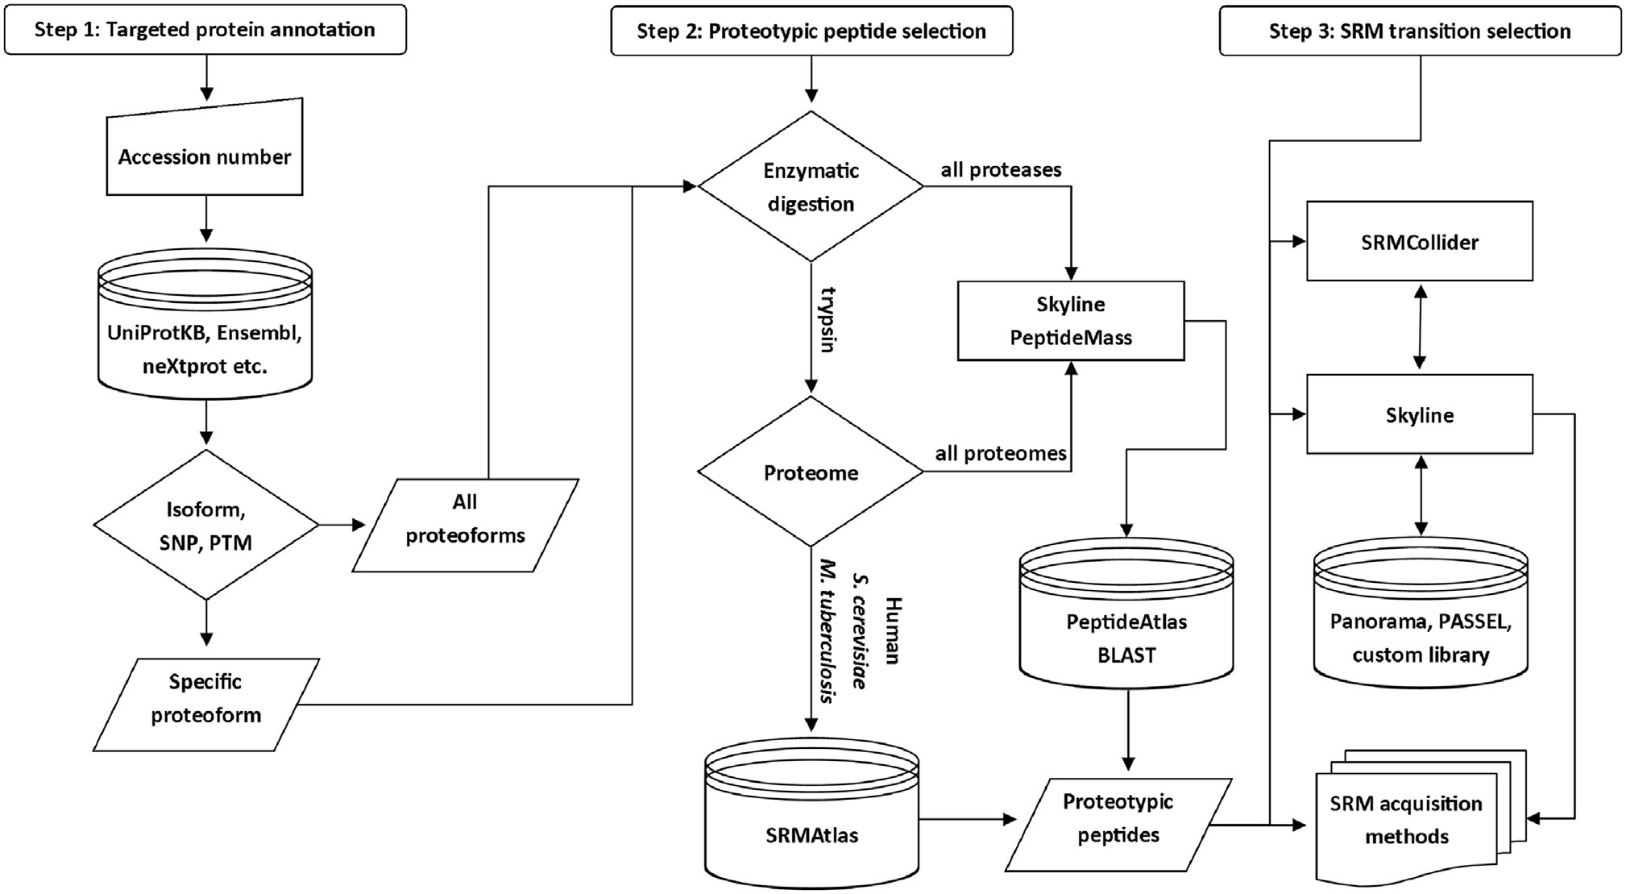 Step 1: Targeted protein annotation
Accession number
UniProtKB, Ensembl,
neXtprot etc.
Isoform,
SNP, PTM
All
proteoforms
Specific
proteoform
Step 2: Proteotypic peptide selection
Enzymatic
digestion
all proteases
trypsin
Skyline
PeptideMass
Proteome
all proteomes
Human
S. cerevisiae
M. tuberculosis
PeptideAtlas
BLAST
SRMAtlas
Proteotypic
peptides
Step 3: SRM transition selection
SRMCollider
Skyline
Panorama, PASSEL,
custom library
SRM acquisition
methods